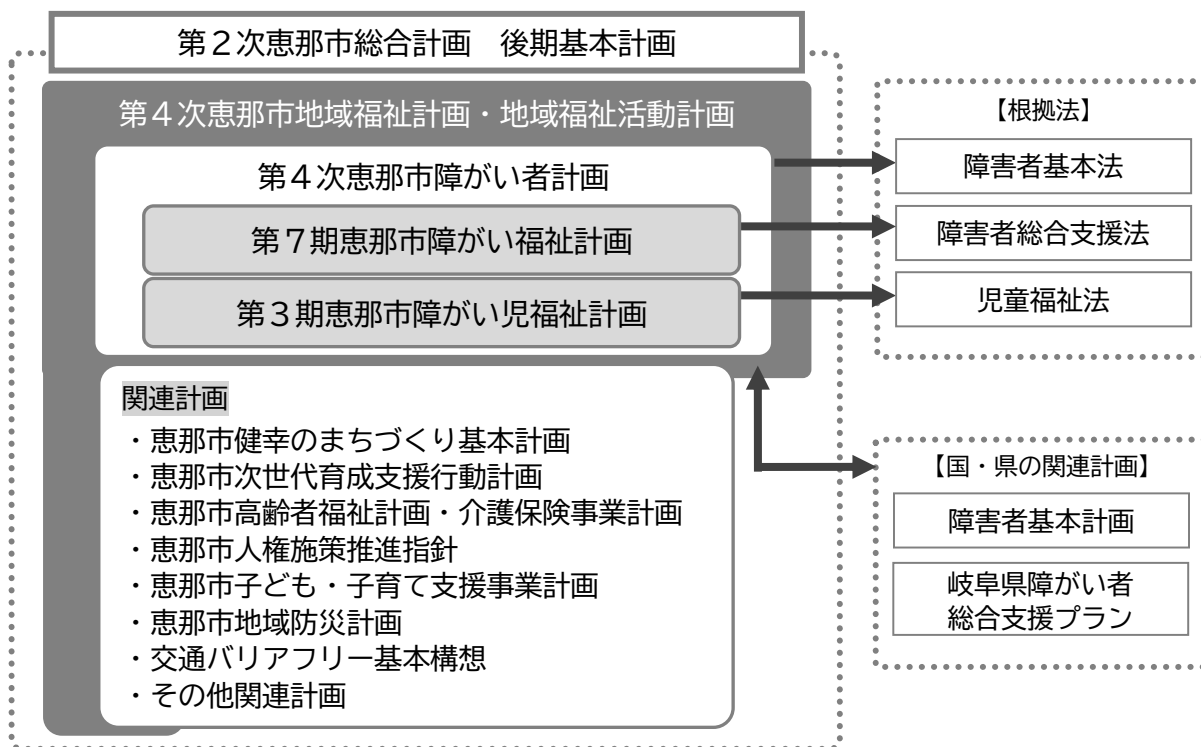 第２次恵那市総合計画　後期基本計画
第４次恵那市地域福祉計画・地域福祉活動計画
第４次恵那市障がい者計画
第７期恵那市障がい福祉計画
第３期恵那市障がい児福祉計画
関連計画
・恵那市健幸のまちづくり基本計画
・恵那市次世代育成支援行動計画
・恵那市高齢者福祉計画・介護保険事業計画
・恵那市人権施策推進指針
・恵那市子ども・子育て支援事業計画
・恵那市地域防災計画
・交通バリアフリー基本構想
・その他関連計画
【根拠法】
障害者基本法
障害者総合支援法
児童福祉法
【国・県の関連計画】
障害者基本計画
岐阜県障がい者
総合支援プラン